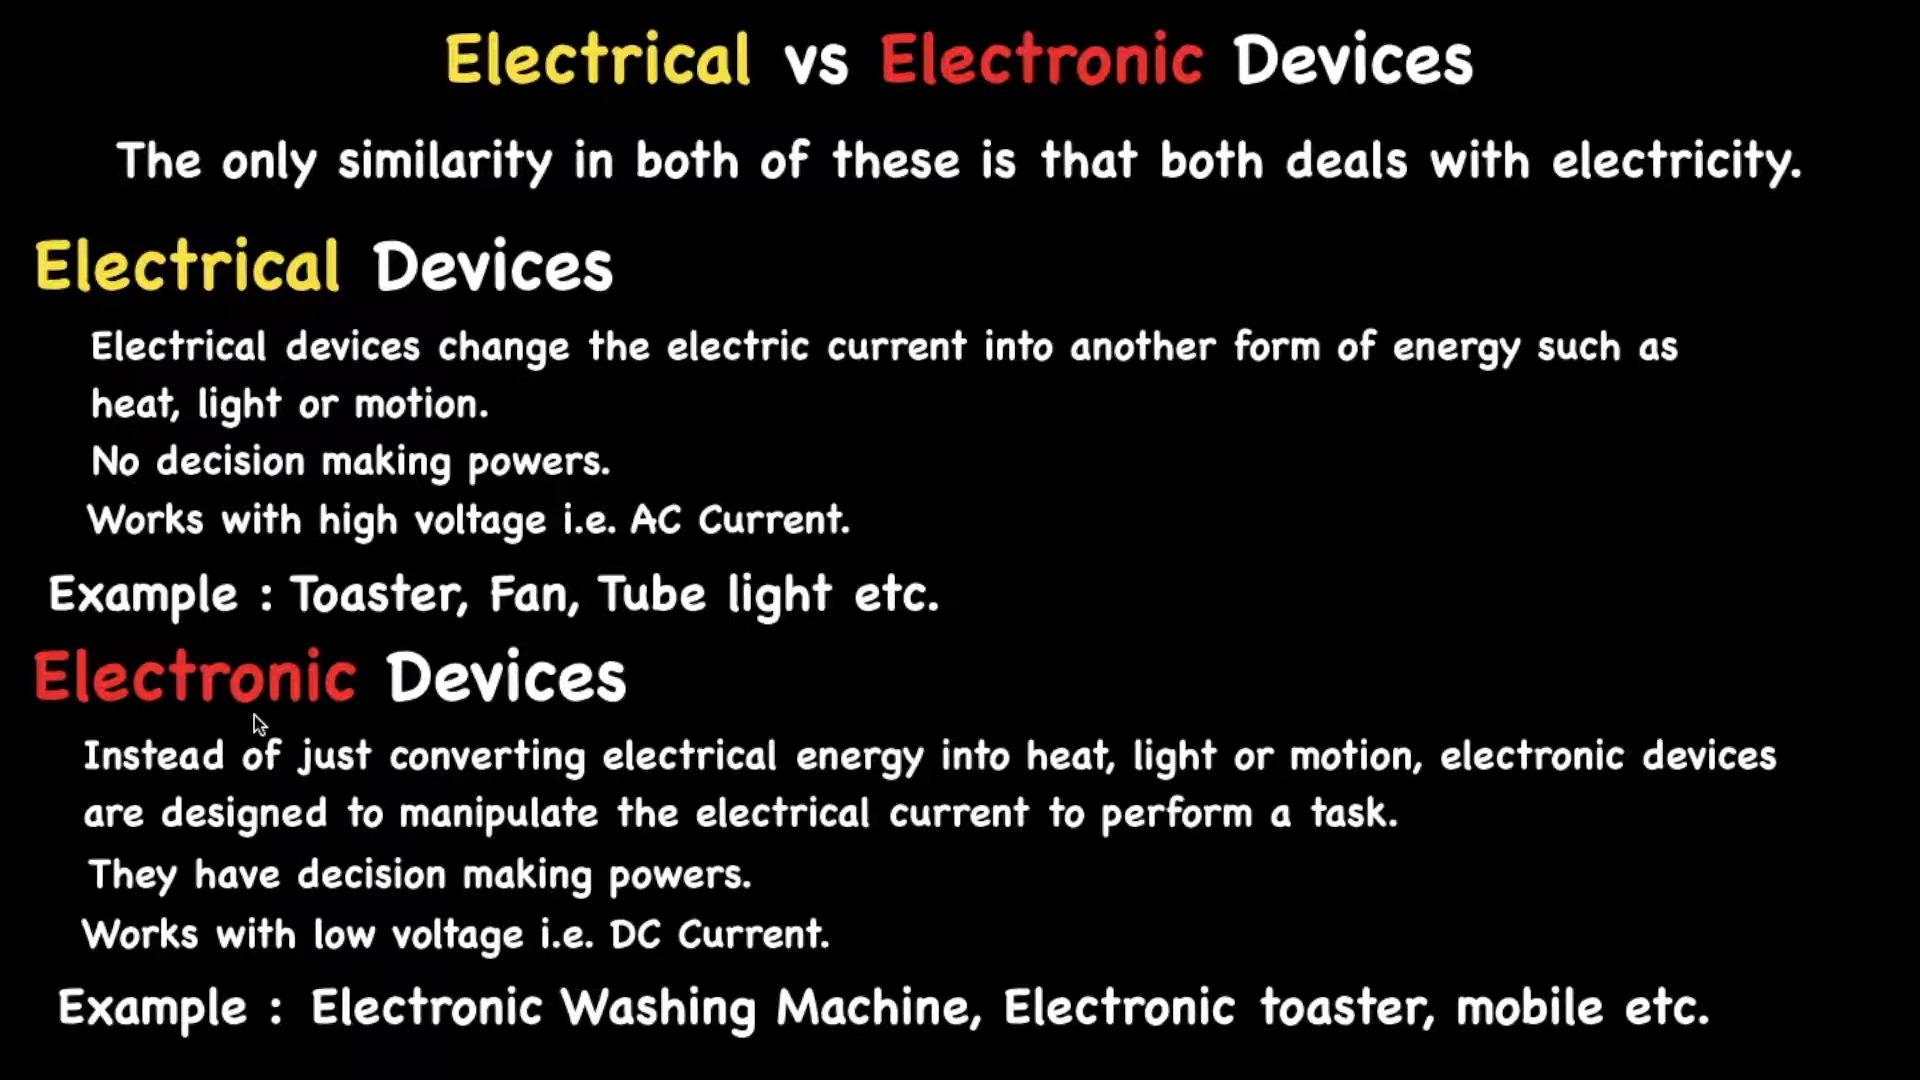 Electrical vs Electronic Devices
The only similarity in both of these is that both deals with electricity.
Electrical Devices
Electrical devices change the electric current into another form of energy such as
heat, light or motion.
No decision making powers.
Works with high voltage i.e. AC Current.
Example : Toaster, Fan, Tube light etc.
Electronic Devices
Instead of just converting electrical energy into heat, light or motion, electronic devices
are designed to manipulate the electrical current to perform a task.
They have decision making powers.
Works with low voltage i.e. DC Current.
Example : Electronic Washing Machine, Electronic toaster, mobile etc.